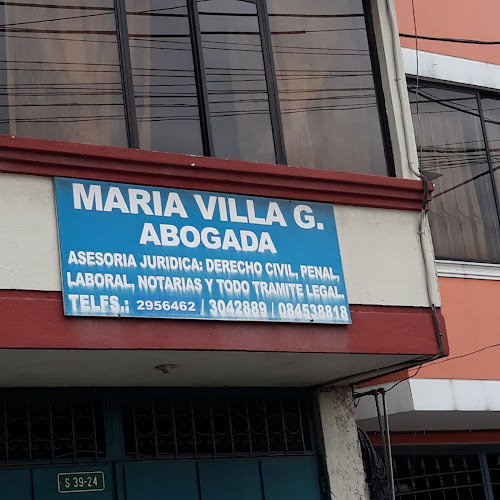 MARIA VILLA G.
ABOGADA
ASESORIA JURIDICA: DERECHO CIVIL, PENAL,
LABORAL, NOTARIAS Y TODO TRAMITE LEGAL.
TELFS.: 2956462 / 3042889 / 084538818
S 39-24